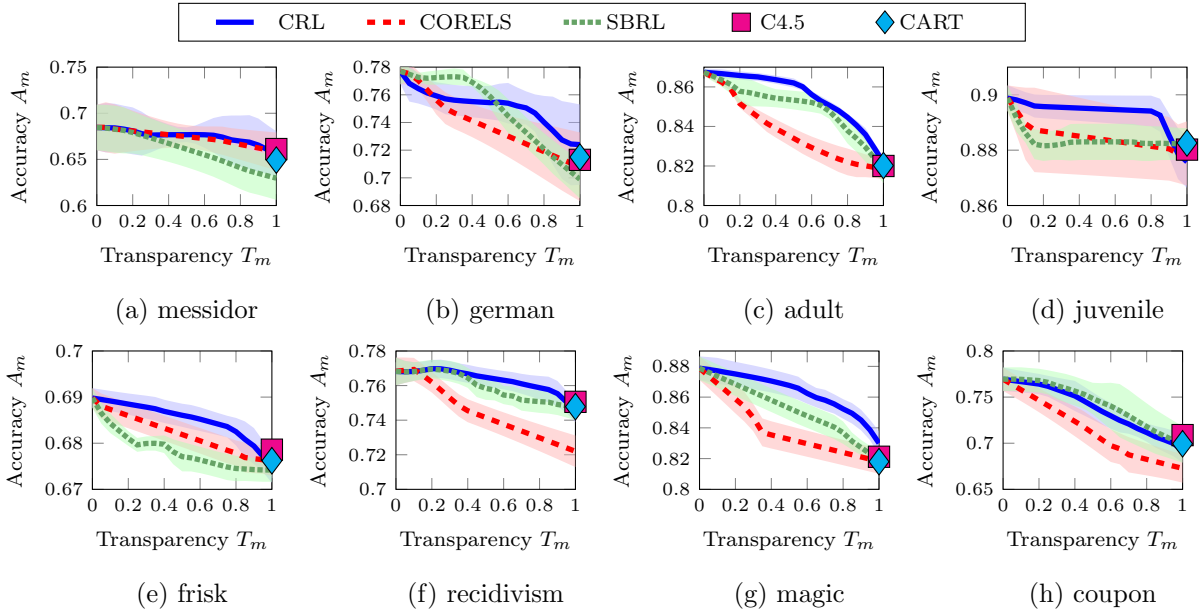 CRL CORELS SBRL C4.5 CART
0.75 0.7 0.65 0.6
Accuracy A_m
0 0.2 0.4 0.6 0.8 1
Transparency T_m
(a) messidor
0.78 0.76 0.74 0.72 0.7 0.68
Accuracy A_m
0 0.2 0.4 0.6 0.8 1
Transparency T_m
(b) german
0.86 0.84 0.82 0.8
Accuracy A_m
0 0.2 0.4 0.6 0.8 1
Transparency T_m
(c) adult
0.9 0.88 0.86
Accuracy A_m
0 0.2 0.4 0.6 0.8 1
Transparency T_m
(d) juvenile
0.7 0.69 0.68 0.67
Accuracy A_m
0 0.2 0.4 0.6 0.8 1
Transparency T_m
(e) frisk
0.78 0.76 0.74 0.72 0.7
Accuracy A_m
0 0.2 0.4 0.6 0.8 1
Transparency T_m
(f) recidivism
0.88 0.86 0.84 0.82 0.8
Accuracy A_m
0 0.2 0.4 0.6 0.8 1
Transparency T_m
(g) magic
0.8 0.75 0.7 0.65
Accuracy A_m
0 0.2 0.4 0.6 0.8 1
Transparency T_m
(h) coupon